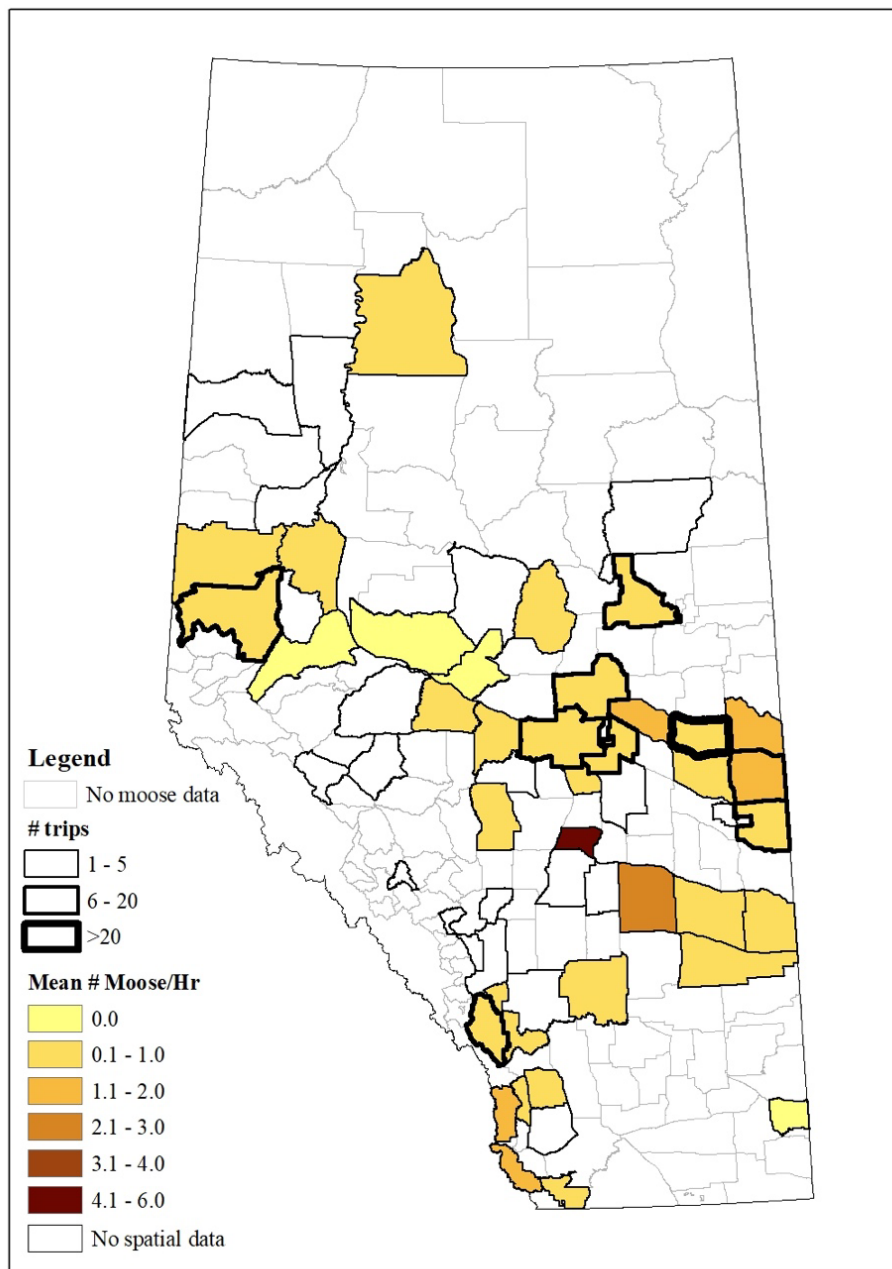 Legend
No moose data
# trips
1 - 5
6 - 20
>20
Mean # Moose/Hr
0.0
0.1 - 1.0
1.1 - 2.0
2.1 - 3.0
3.1 - 4.0
4.1 - 6.0
No spatial data